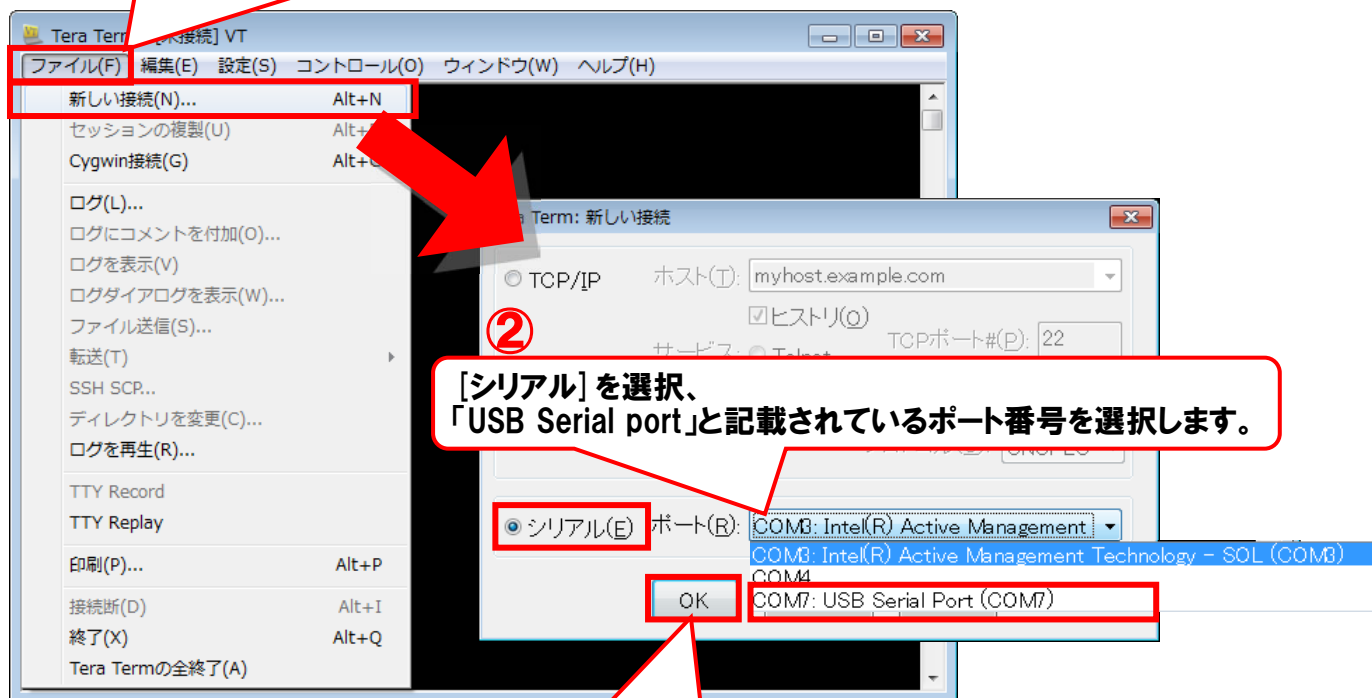 Tera Term [未接続] VT
ファイル(F) 編集(E) 設定(S) コントロール(O) ウィンドウ(W) ヘルプ(H)
新しい接続(N)... Alt+N
セッションの複製(U) Alt+
Cygwin接続(G) Alt+G
ログ(L)...
ログにコメントを付加(O)...
ログを表示(V)
ログダイアログを表示(W)...
ファイル送信(S)...
転送(T)
SSH SCP...
ディレクトリを変更(C)...
ログを再生(R)...
TTY Record
TTY Replay
印刷(P)... Alt+P
接続断(D) Alt+I
終了(X) Alt+Q
Tera Termの全終了(A)
Term: 新しい接続
TCP/IP ホスト(T): myhost.example.com
ヒストリ(O)
サービス: Telnet TCPポート#(P): 22
②
[シリアル] を選択、
「USB Serial port」と記載されているポート番号を選択します。
シリアル(E) ポート(R): COM3: Intel(R) Active Management
COM3: Intel(R) Active Management Technology - SOL (COM3)
COM4
COM7: USB Serial Port (COM7)
OK